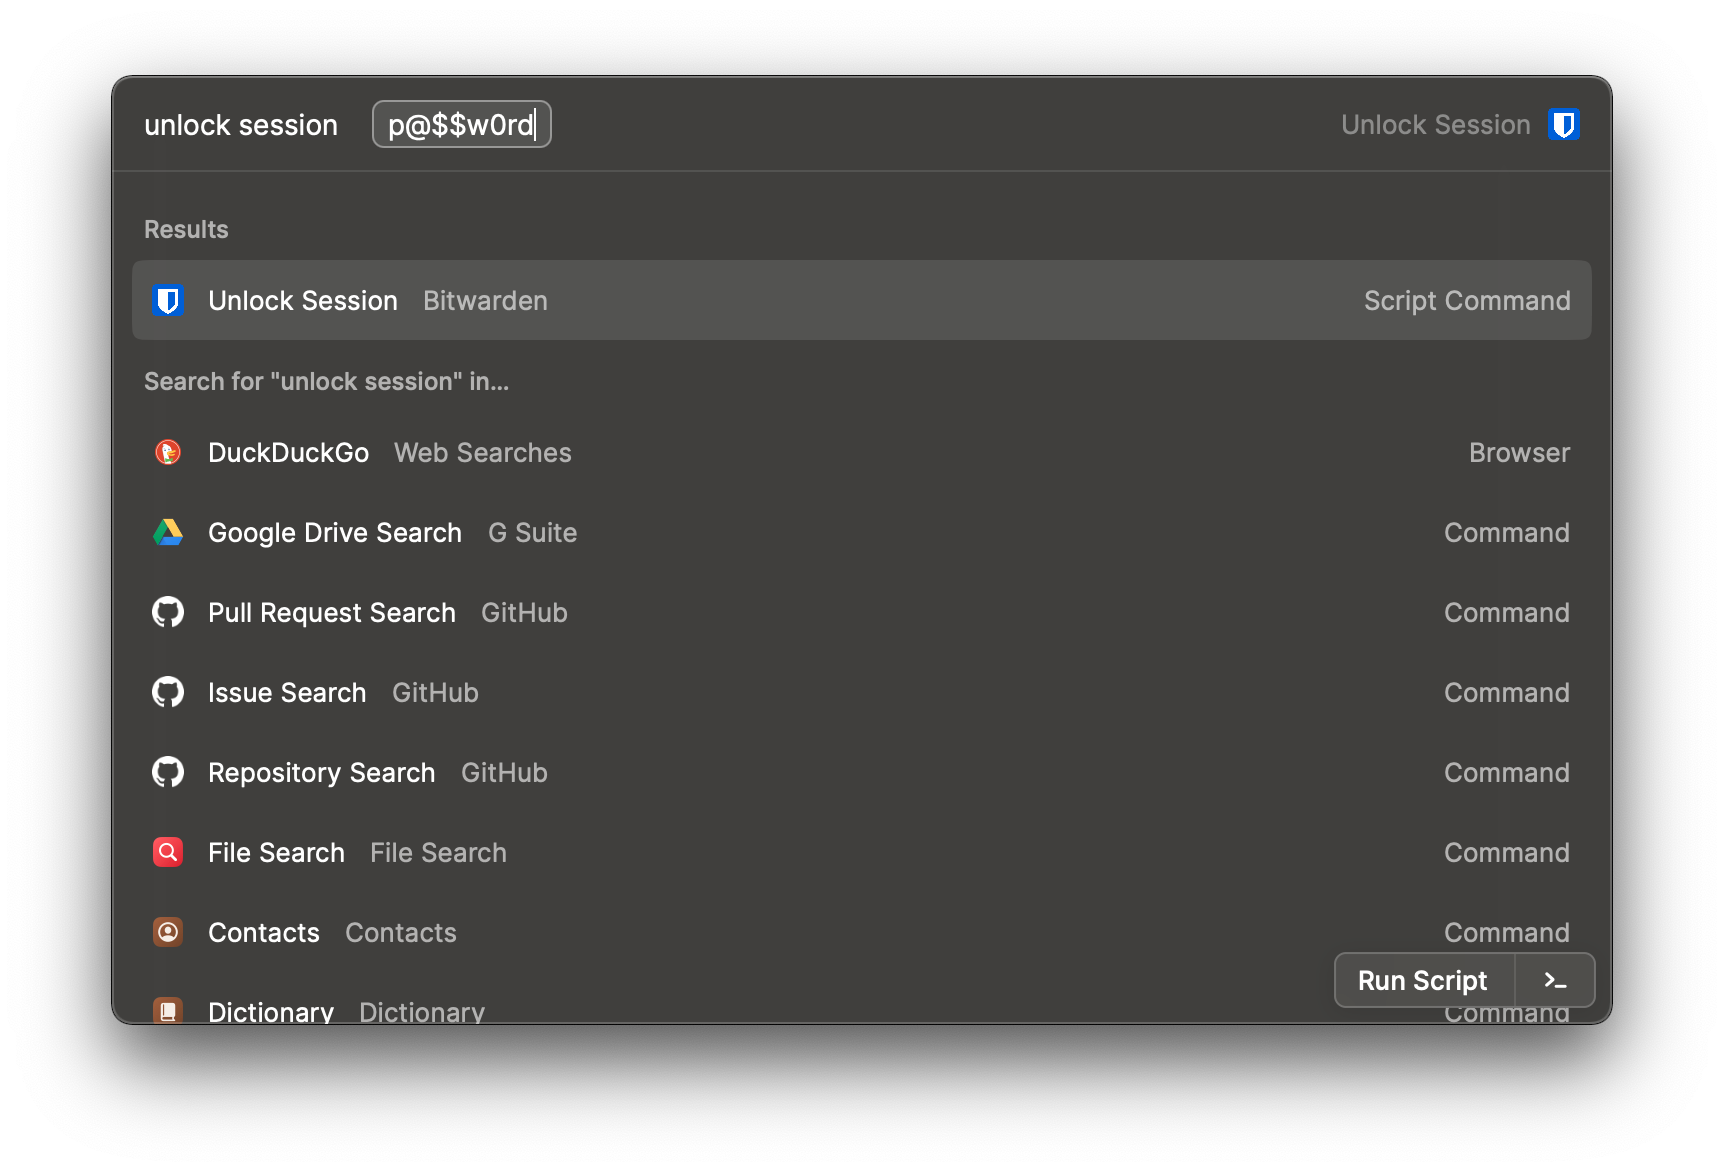 unlock session p@$$w0rd Unlock Session
Results
Unlock Session Bitwarden Script Command
Search for "unlock session" in...
DuckDuckGo Web Searches Browser
Google Drive Search G Suite Command
Pull Request Search GitHub Command
Issue Search GitHub Command
Repository Search GitHub Command
File Search File Search Command
Contacts Contacts Command
Run Script >_
Dictionary Dictionary Command